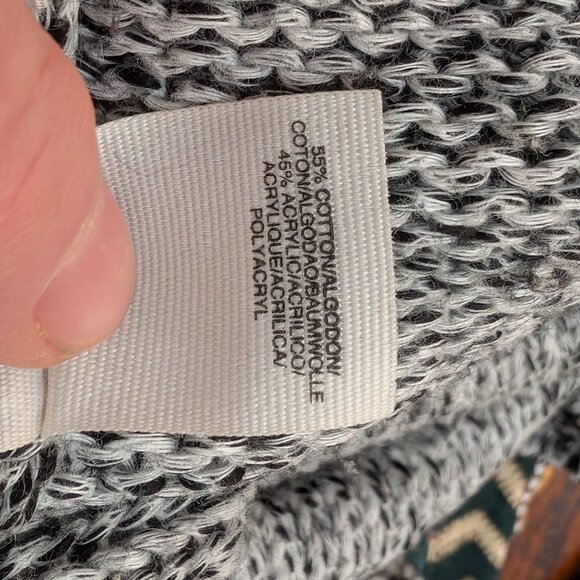 55% COTTON/ALGODON/
COTON/ALGODAO/BAUMWOLLE
45% ACRYLIC/ACRILICO/
ACRYLIQUE/ACRILICA/
POLYACRYL